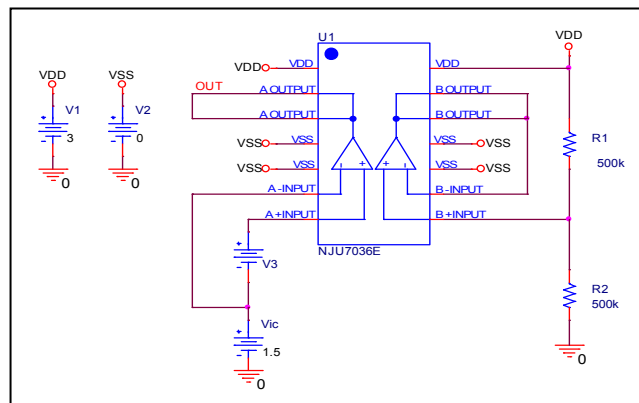 U1
VDD
VSS
VDD
VDD
VDD
VDD
OUT
A OUTPUT
B OUTPUT
V1
V2
A OUTPUT
B OUTPUT
3
0
VSS
VSS
VSS
VSS
R1
VSS
VSS
VSS
VSS
500k
0
0
A -INPUT
B -INPUT
A +INPUT
B +INPUT
NJU7036E
V3
R2
500k
Vic
1.5
0
0